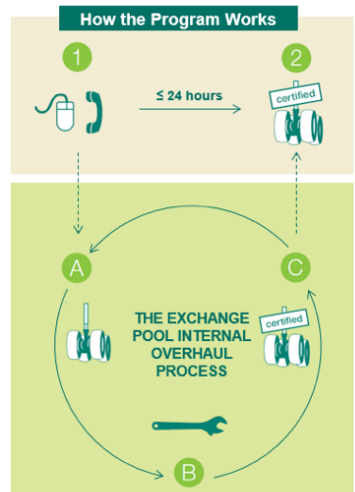 How the Program Works
1
2
≤ 24 hours
certified
A
C
THE EXCHANGE
POOL INTERNAL
OVERHAUL
PROCESS
certified
B